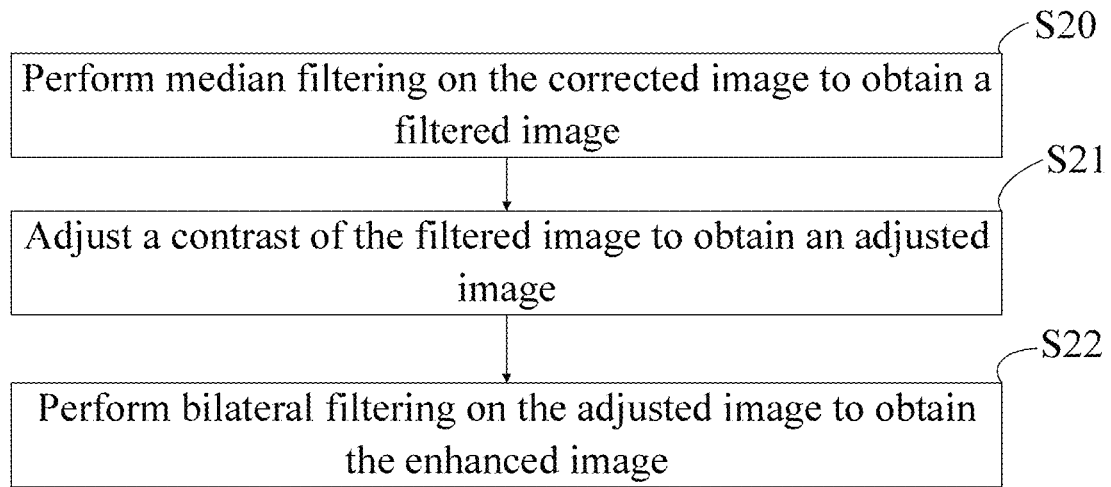 S20
Perform median filtering on the corrected image to obtain a
filtered image
S21
Adjust a contrast of the filtered image to obtain an adjusted
image
S22
Perform bilateral filtering on the adjusted image to obtain
the enhanced image